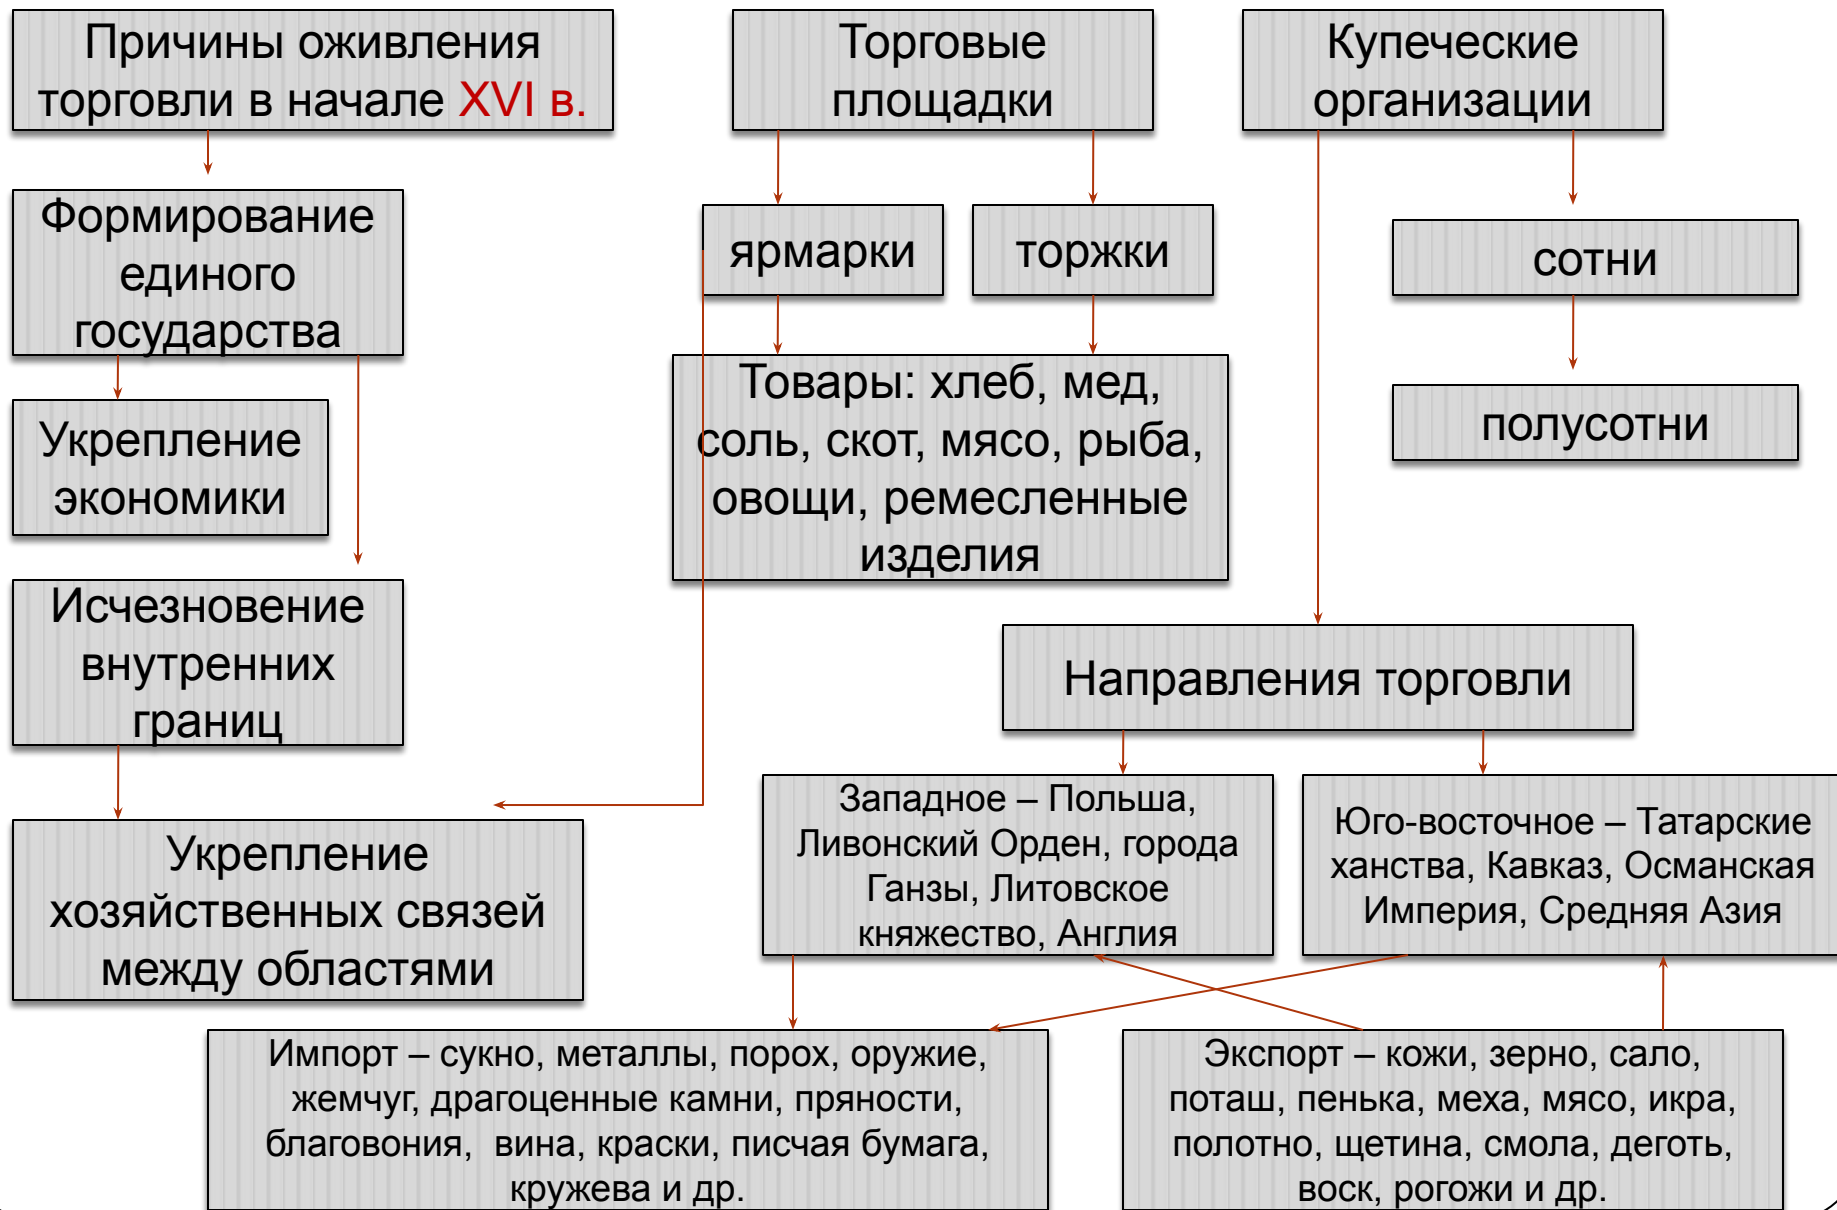 Причины оживления
торговли в начале XVI в.
Формирование
единого
государства
Укрепление
экономики
Исчезновение
внутренних
границ
Укрепление
хозяйственных связей
между областями
Торговые
площадки
ярмарки
торжки
Товары: хлеб, мед,
соль, скот, мясо, рыба,
овощи, ремесленные
изделия
Купеческие
организации
сотни
полусотни
Направления торговли
Западное – Польша,
Ливонский Орден, города
Ганзы, Литовское
княжество, Англия
Юго-восточное – Татарские
ханства, Кавказ, Османская
Империя, Средняя Азия
Импорт – сукно, металлы, порох, оружие,
жемчуг, драгоценные камни, пряности,
благовония, вина, краски, писчая бумага,
кружева и др.
Экспорт – кожи, зерно, сало,
поташ, пенька, меха, мясо, икра,
полотно, щетина, смола, деготь,
воск, рогожи и др.